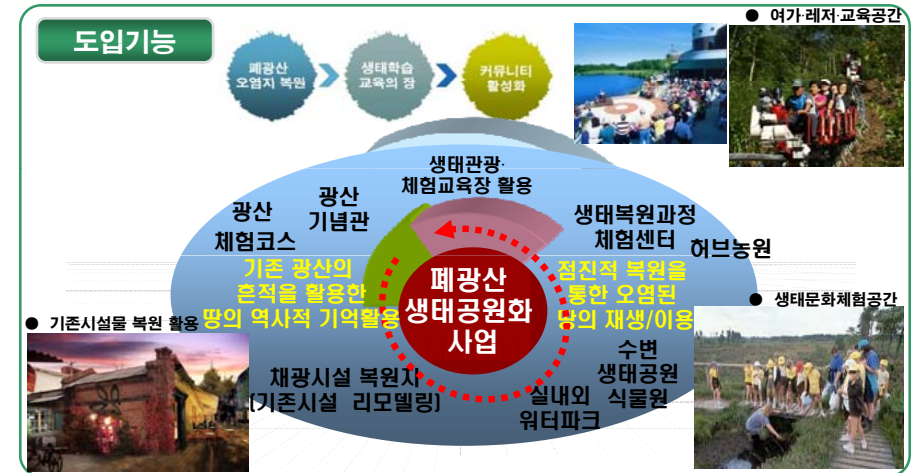 도입기능
폐광산
오염지 복원
생태학습
교육의 장
커뮤니티
활성화
● 여가·레저·교육공간
생태관광·
체험교육장 활용
광산
체험코스
광산
기념관
생태복원과정
체험센터
허브농원
기존 광산의
흔적을 활용한
땅의 역사적 기억활용
폐광산
생태공원화
사업
점진적 복원을
통한 오염된
땅의 재생/이용
● 생태문화체험공간
● 기존시설물 복원 활용
채광시설 복원지
(기존시설 리모델링)
수변
생태공원
식물원
실내외
워터파크